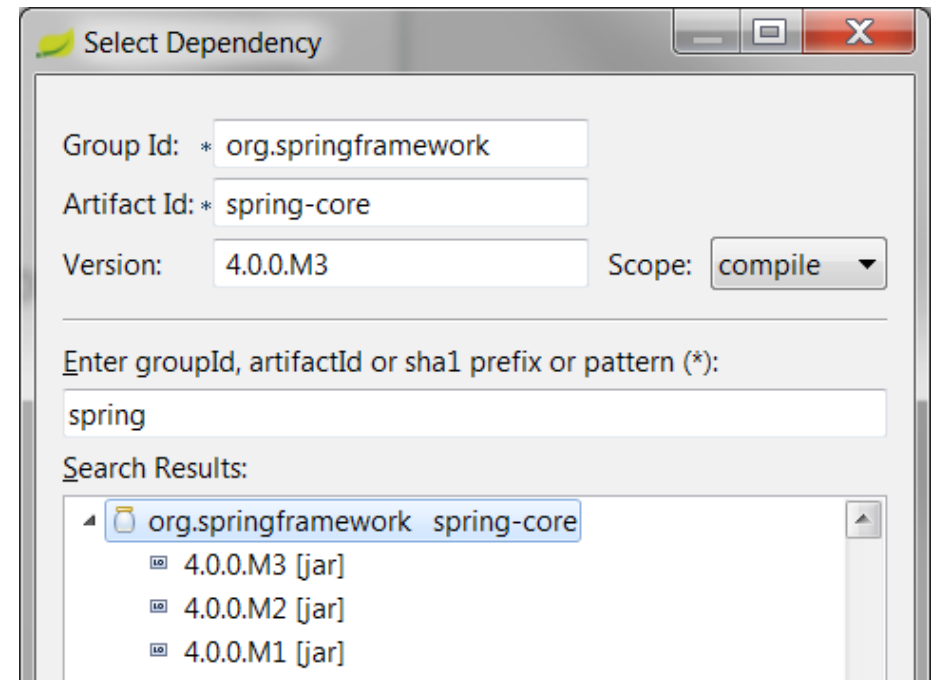 Select Dependency
Group Id: * org.springframework
Artifact Id: * spring-core
Version: 4.0.0.M3 Scope: compile
Enter groupId, artifactId or sha1 prefix or pattern (*):
spring
Search Results:
org.springframework spring-core
4.0.0.M3 [jar]
4.0.0.M2 [jar]
4.0.0.M1 [jar]